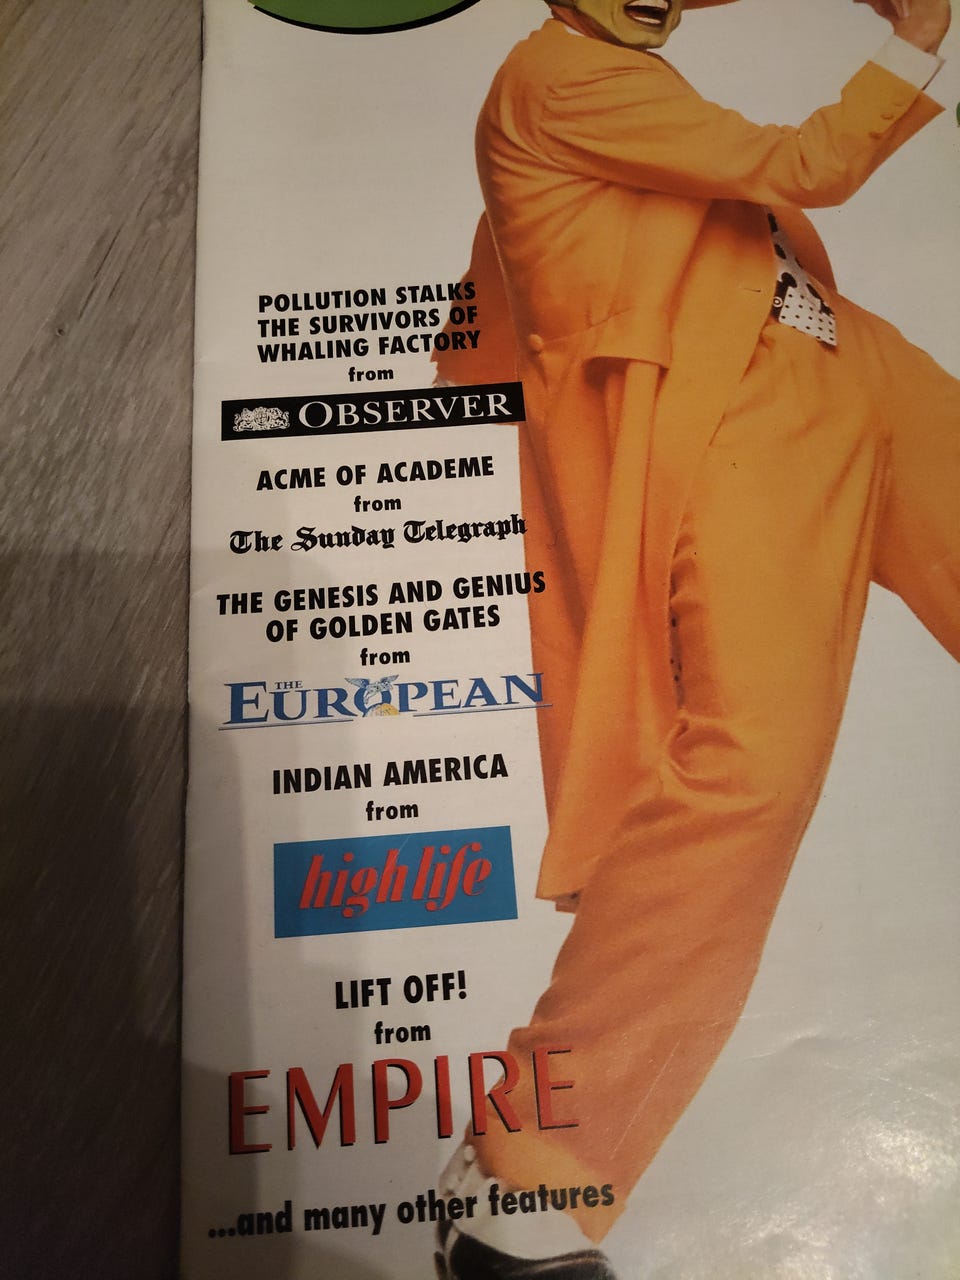 POLLUTION STALKS
THE SURVIVORS OF
WHALING FACTORY
from
OBSERVER
ACME OF ACADEME
from
The Sunday Telegraph
THE GENESIS AND GENIUS
OF GOLDEN GATES
from
THE
EUROPEAN
INDIAN AMERICA
from
high life
LIFT OFF!
from
EMPIRE
...and many other features